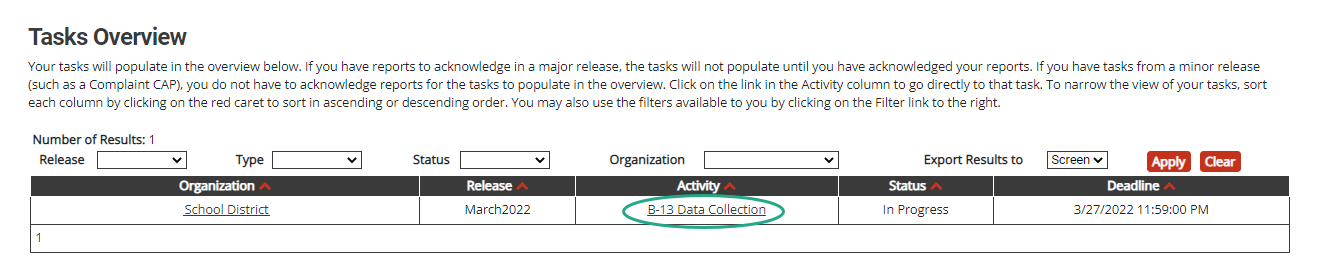 Tasks Overview
Your tasks will populate in the overview below. If you have reports to acknowledge in a major release, the tasks will not populate until you have acknowledged your reports. If you have tasks from a minor release
(such as a Complaint CAP), you do not have to acknowledge reports for the tasks to populate in the overview. Click on the link in the Activity column to go directly to that task. To narrow the view of your tasks, sort
each column by clicking on the red caret to sort in ascending or descending order. You may also use the filters available to you by clicking on the Filter link to the right.
Number of Results: 1
Release Type Status Organization Export Results to Screen Apply Clear
Organization Release Activity Status Deadline
School District March2022 B-13 Data Collection In Progress 3/27/2022 11:59:00 PM
1